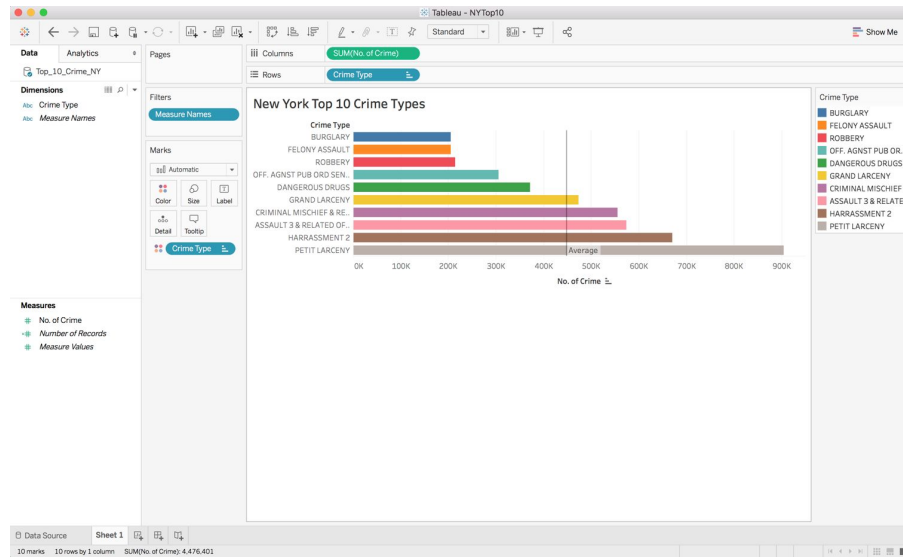 Tableau - NYTop10
Standard
Show Me
Data
Analytics
Top_10_Crime_NY
Dimensions
Abc Crime Type
Abc Measure Names
Measures
# No. of Crime
=# Number of Records
# Measure Values
Pages
Filters
Measure Names
Marks
Automatic
Color Size Label
Detail Tooltip
Crime Type
iii Columns SUM(No. of Crime)
Rows Crime Type
New York Top 10 Crime Types
Crime Type
BURGLARY
FELONY ASSAULT
ROBBERY
OFF. AGNST PUB ORD SEN..
DANGEROUS DRUGS
GRAND LARCENY
CRIMINAL MISCHIEF & RE..
ASSAULT 3 & RELATED OF..
HARRASSMENT 2
PETIT LARCENY
Average
0K 100K 200K 300K 400K 500K 600K 700K 800K 900K
No. of Crime
Crime Type
BURGLARY
FELONY ASSAULT
ROBBERY
OFF. AGNST PUB OR.
DANGEROUS DRUGS
GRAND LARCENY
CRIMINAL MISCHIEF
ASSAULT 3 & RELATE
HARRASSMENT 2
PETIT LARCENY
Data Source Sheet 1
10 marks 10 rows by 1 column SUM(No. of Crime): 4,476,401